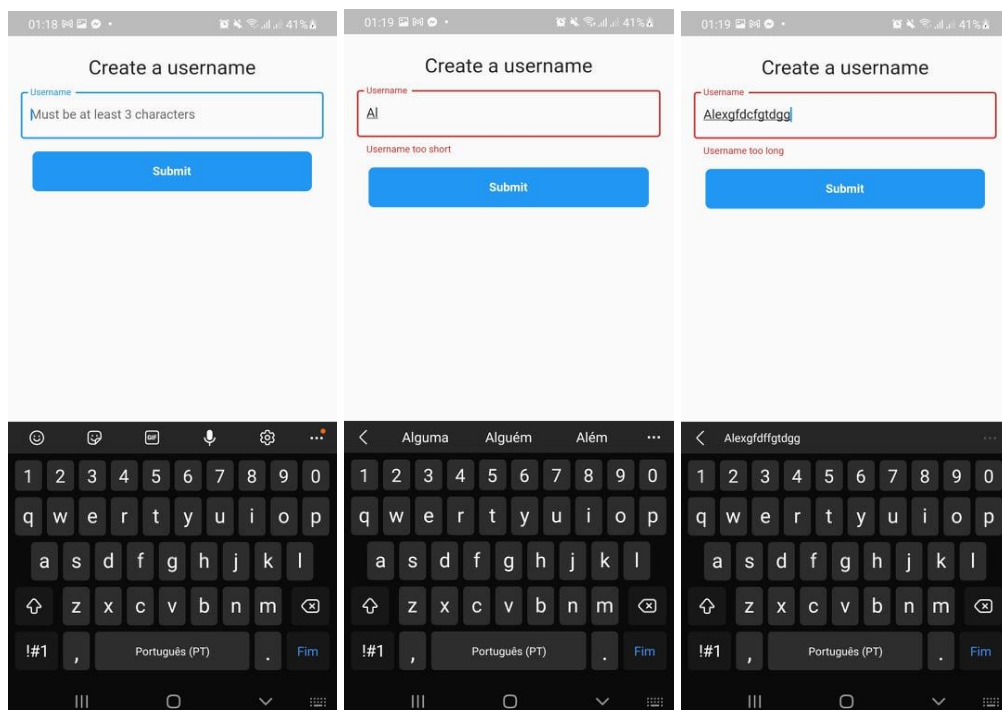 01:18
41%
Create a username
Username
Must be at least 3 characters
Submit
GIF
1 2 3 4 5 6 7 8 9 0
q w e r t y u i o p
a s d f g h j k l
z x c v b n m
!#1 , Português (PT) . Fim
01:19
41%
Create a username
Username
Al
Username too short
Submit
Alguma Alguém Além
1 2 3 4 5 6 7 8 9 0
q w e r t y u i o p
a s d f g h j k l
z x c v b n m
!#1 , Português (PT) . Fim
01:19
41%
Create a username
Username
Alexgfdcfgtdgg
Username too long
Submit
Alexgfdffgtdgg
1 2 3 4 5 6 7 8 9 0
q w e r t y u i o p
a s d f g h j k l
z x c v b n m
!#1 , Português (PT) . Fim